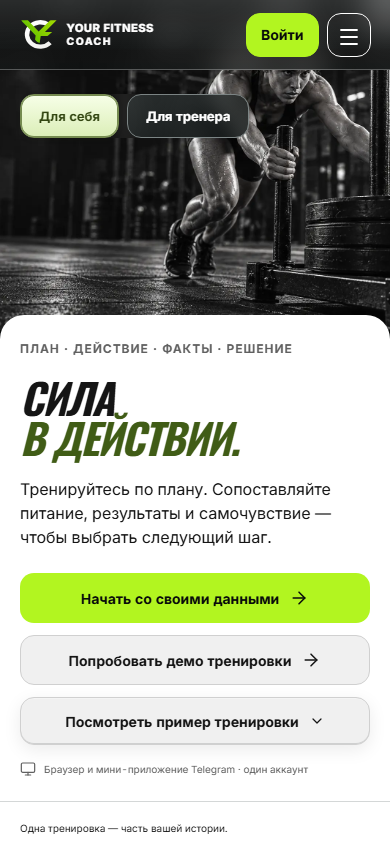 YOUR FITNESS
COACH
Войти
Для себя
Для тренера
ПЛАН · ДЕЙСТВИЕ · ФАКТЫ · РЕШЕНИЕ
СИЛА
В ДЕЙСТВИИ.
Тренируйтесь по плану. Сопоставляйте
питание, результаты и самочувствие —
чтобы выбрать следующий шаг.
Начать со своими данными
Попробовать демо тренировки
Посмотреть пример тренировки
Браузер и мини-приложение Telegram · один аккаунт
Одна тренировка — часть вашей истории.